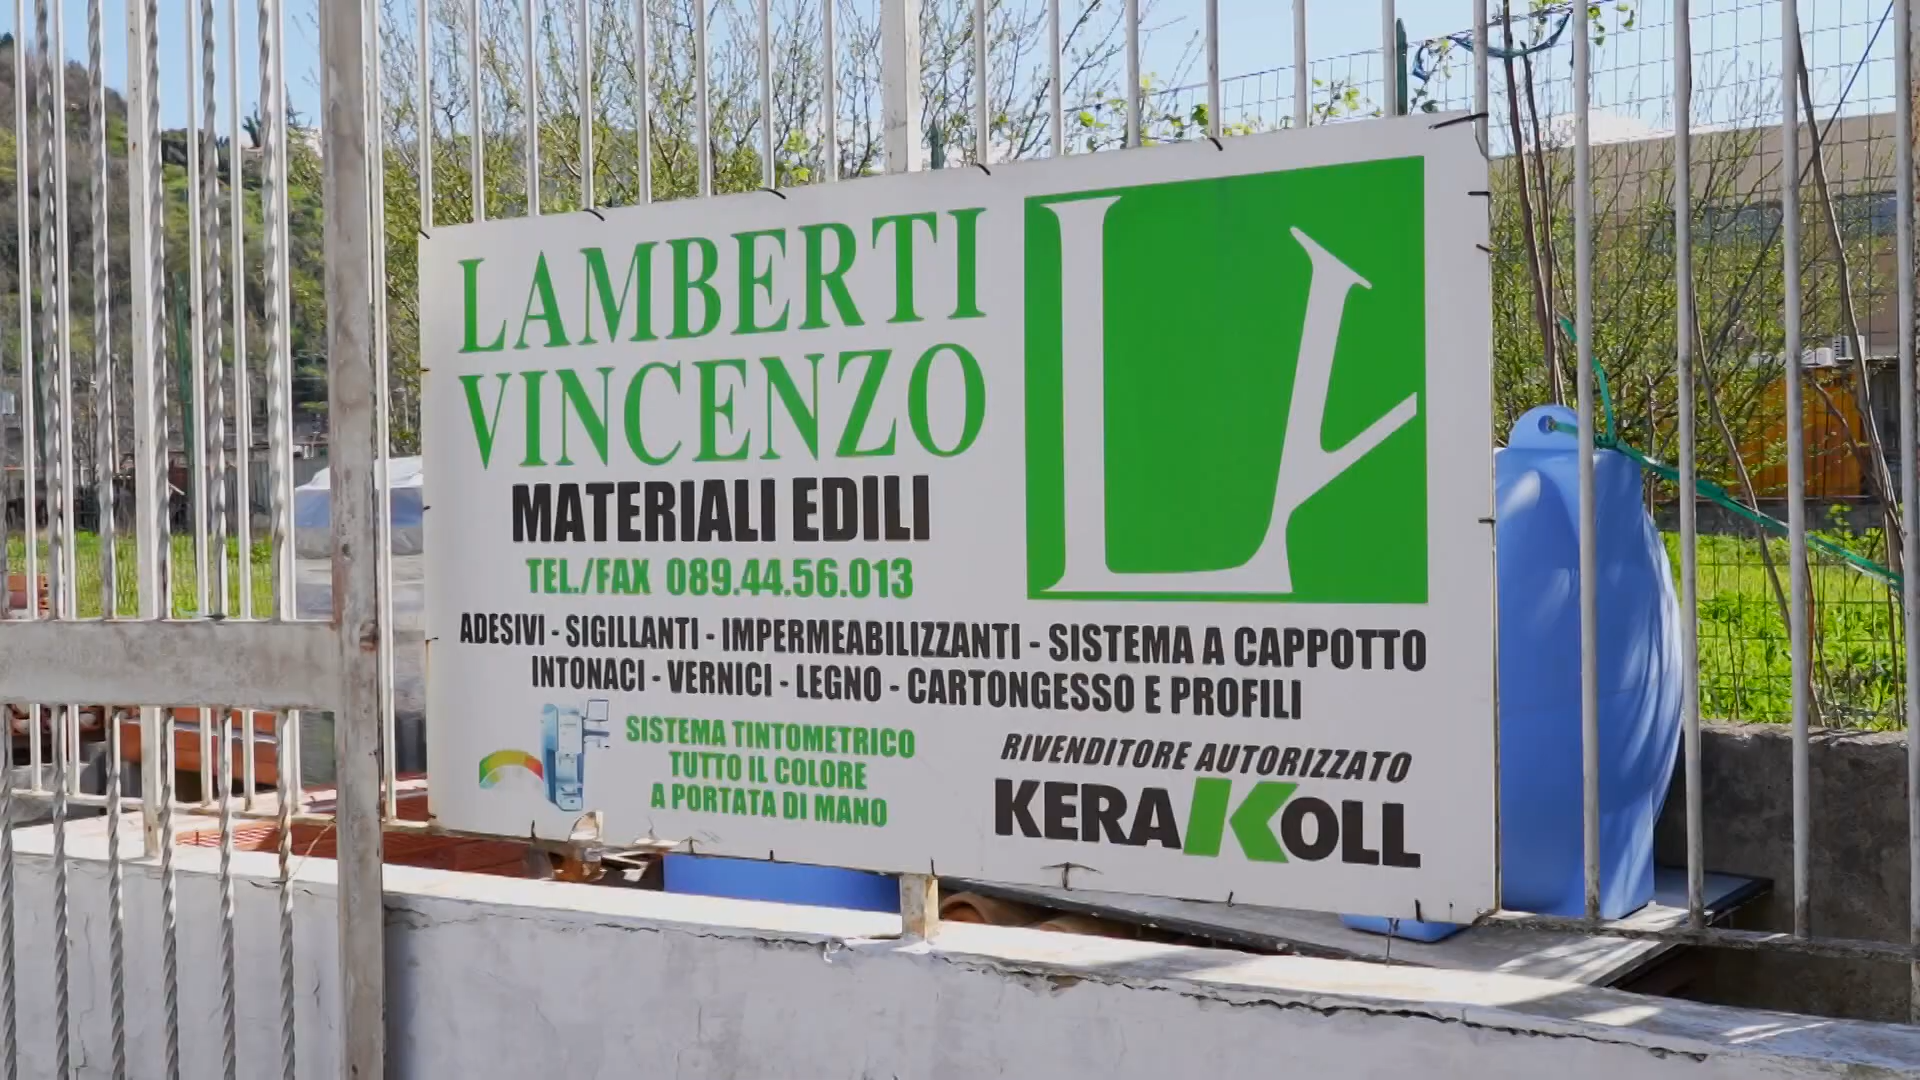 LAMBERTI
VINCENZO
MATERIALI EDILI
TEL./FAX 089.44.56.013
ADESIVI - SIGILLANTI - IMPERMEABILIZZANTI - SISTEMA A CAPPOTTO
INTONACI - VERNICI - LEGNO - CARTONGESSO E PROFILI
SISTEMA TINTOMETRICO
TUTTO IL COLORE
A PORTATA DI MANO
RIVENDITORE AUTORIZZATO
KERAKOLL